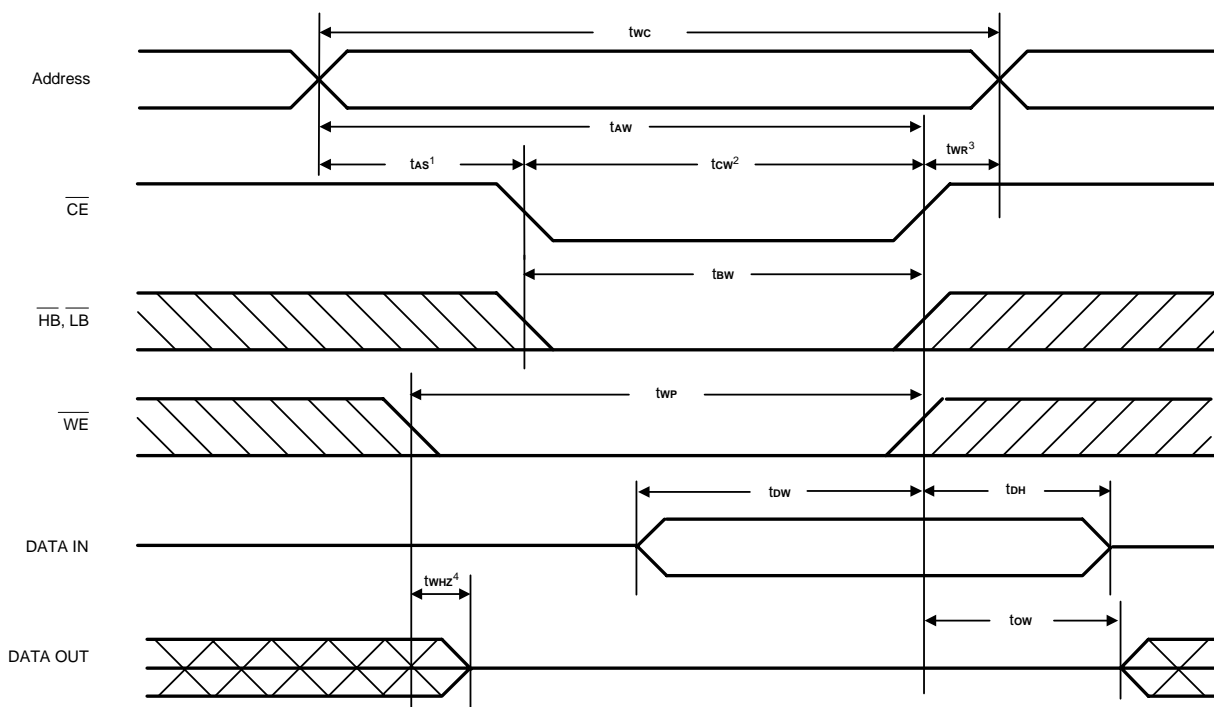 twc
Address
tAW
tAS¹ tCW² tWR³
CE
tBW
HB, LB
tWP
WE
tDW tDH
DATA IN
tWHZ⁴
tOW
DATA OUT